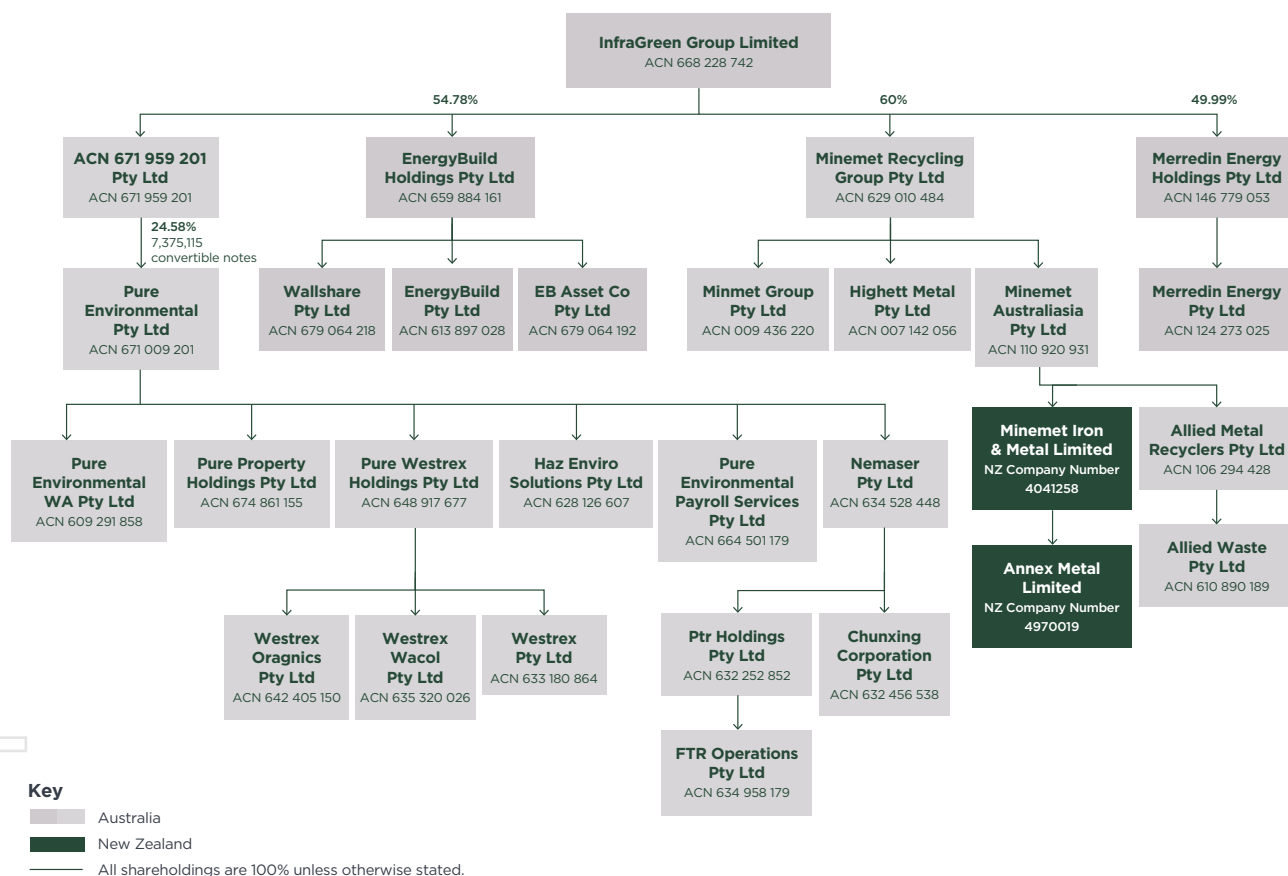 InfraGreen Group Limited
ACN 668 228 742
54.78%
60%
49.99%
ACN 671 959 201
Pty Ltd
ACN 671 959 201
EnergyBuild
Holdings Pty Ltd
ACN 659 884 161
Minemet Recycling
Group Pty Ltd
ACN 629 010 484
Merredin Energy
Holdings Pty Ltd
ACN 146 779 053
24.58%
7,375,115
convertible notes
Pure
Environmental
Pty Ltd
ACN 671 009 201
Wallshare
Pty Ltd
ACN 679 064 218
EnergyBuild
Pty Ltd
ACN 613 897 028
EB Asset Co
Pty Ltd
ACN 679 064 192
Minmet Group
Pty Ltd
ACN 009 436 220
Highett Metal
Pty Ltd
ACN 007 142 056
Minemet
Australiasia
Pty Ltd
ACN 110 920 931
Merredin Energy
Pty Ltd
ACN 124 273 025
Pure
Environmental
WA Pty Ltd
ACN 609 291 858
Pure Property
Holdings Pty Ltd
ACN 674 861 155
Pure Westrex
Holdings Pty Ltd
ACN 648 917 677
Haz Enviro
Solutions Pty Ltd
ACN 628 126 607
Pure
Environmental
Payroll Services
Pty Ltd
ACN 664 501 179
Nemaser
Pty Ltd
ACN 634 528 448
Minemet Iron
& Metal Limited
NZ Company Number
4041258
Allied Metal
Recyclers Pty Ltd
ACN 106 294 428
Annex Metal
Limited
NZ Company Number
4970019
Allied Waste
Pty Ltd
ACN 610 890 189
Westrex
Oragnics
Pty Ltd
ACN 642 405 150
Westrex
Wacol
Pty Ltd
ACN 635 320 026
Westrex
Pty Ltd
ACN 633 180 864
Ptr Holdings
Pty Ltd
ACN 632 252 852
Chunxing
Corporation
Pty Ltd
ACN 632 456 538
FTR Operations
Pty Ltd
ACN 634 958 179
Key
Australia
New Zealand
All shareholdings are 100% unless otherwise stated.